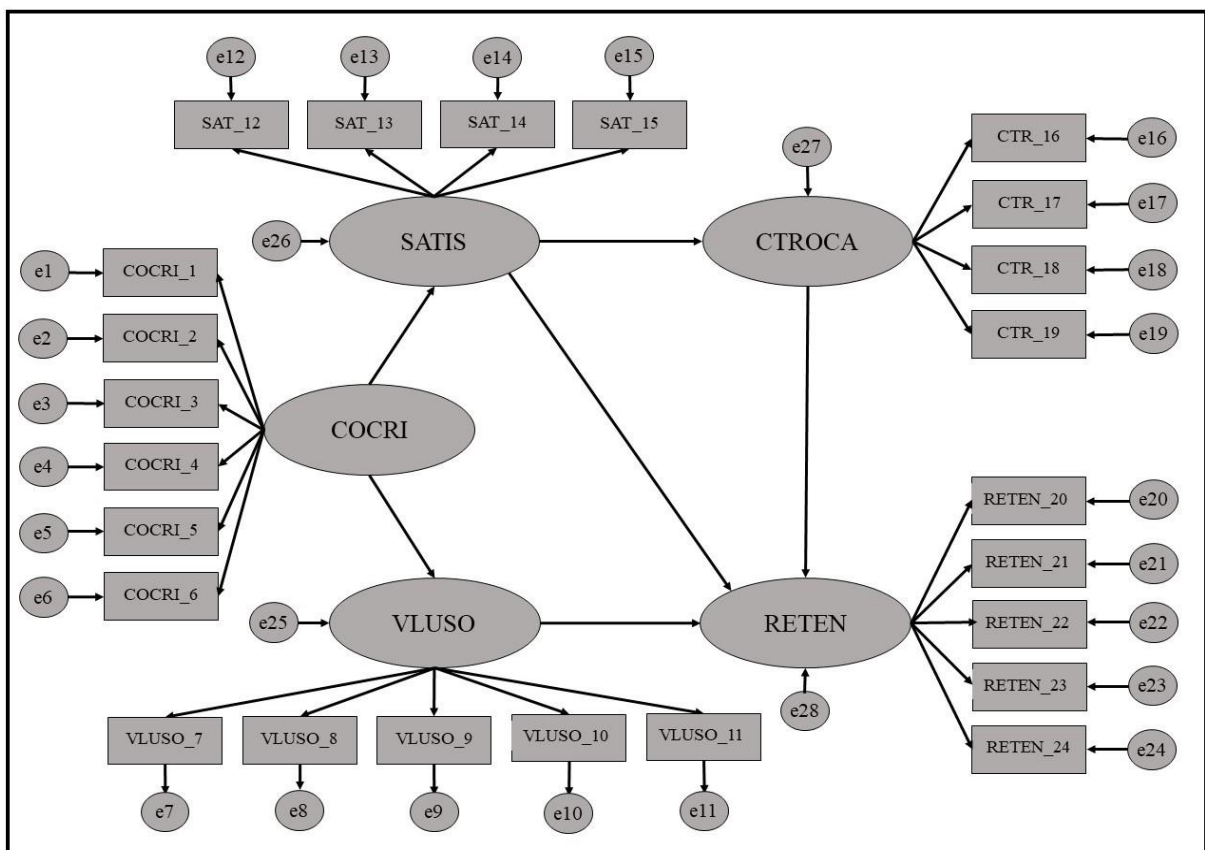 e12 e13 e14 e15
SAT_12 SAT_13 SAT_14 SAT_15
e27
CTR_16 e16
CTR_17 e17
CTR_18 e18
CTR_19 e19
e26 SATIS CTROCA
e1 COCRI_1
e2 COCRI_2
e3 COCRI_3
e4 COCRI_4
e5 COCRI_5
e6 COCRI_6
COCRI
RETEN_20 e20
RETEN_21 e21
RETEN_22 e22
RETEN_23 e23
RETEN_24 e24
e25 VLUSO RETEN
e28
VLUSO_7 VLUSO_8 VLUSO_9 VLUSO_10 VLUSO_11
e7 e8 e9 e10 e11